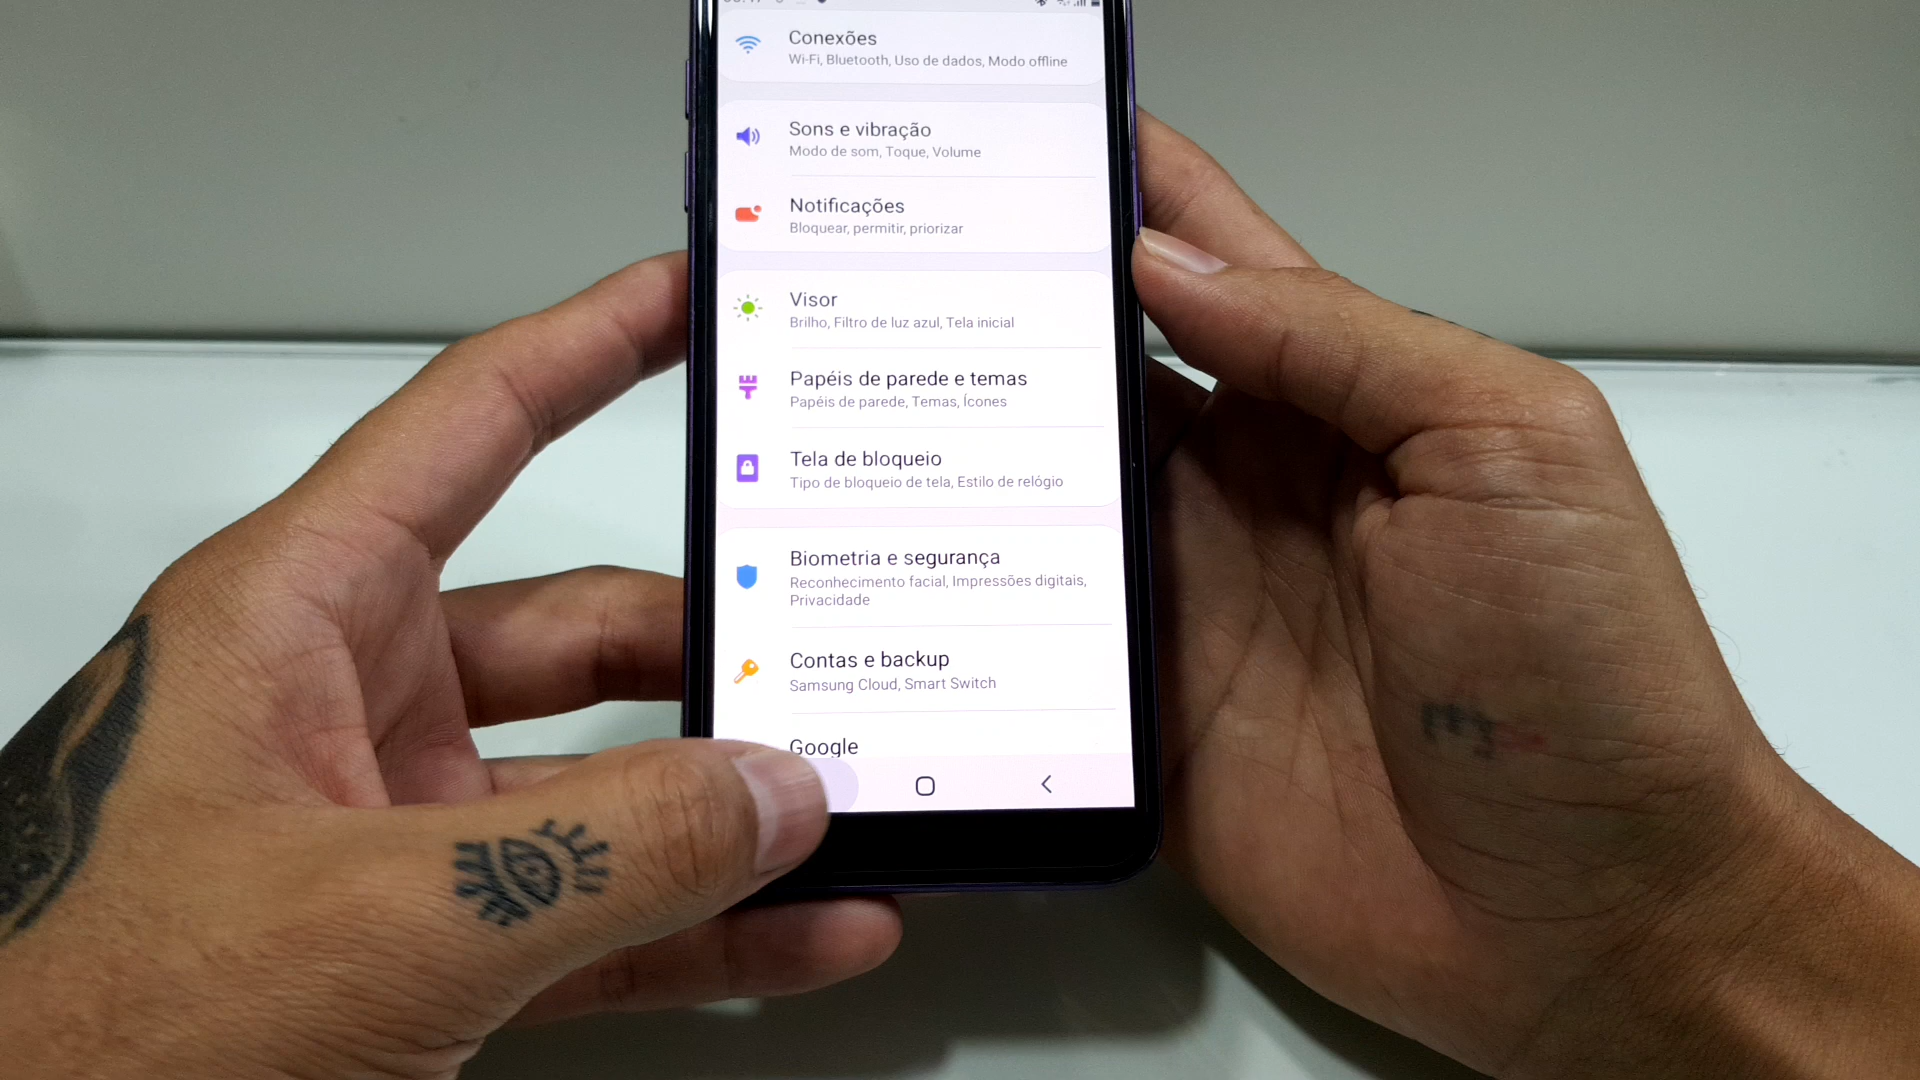 Conexões
Wi-Fi, Bluetooth, Uso de dados, Modo offline
Sons e vibração
Modo de som, Toque, Volume
Notificações
Bloquear, permitir, priorizar
Visor
Brilho, Filtro de luz azul, Tela inicial
Papéis de parede e temas
Papéis de parede, Temas, Ícones
Tela de bloqueio
Tipo de bloqueio de tela, Estilo de relógio
Biometria e segurança
Reconhecimento facial, Impressões digitais,
Privacidade
Contas e backup
Samsung Cloud, Smart Switch
Google